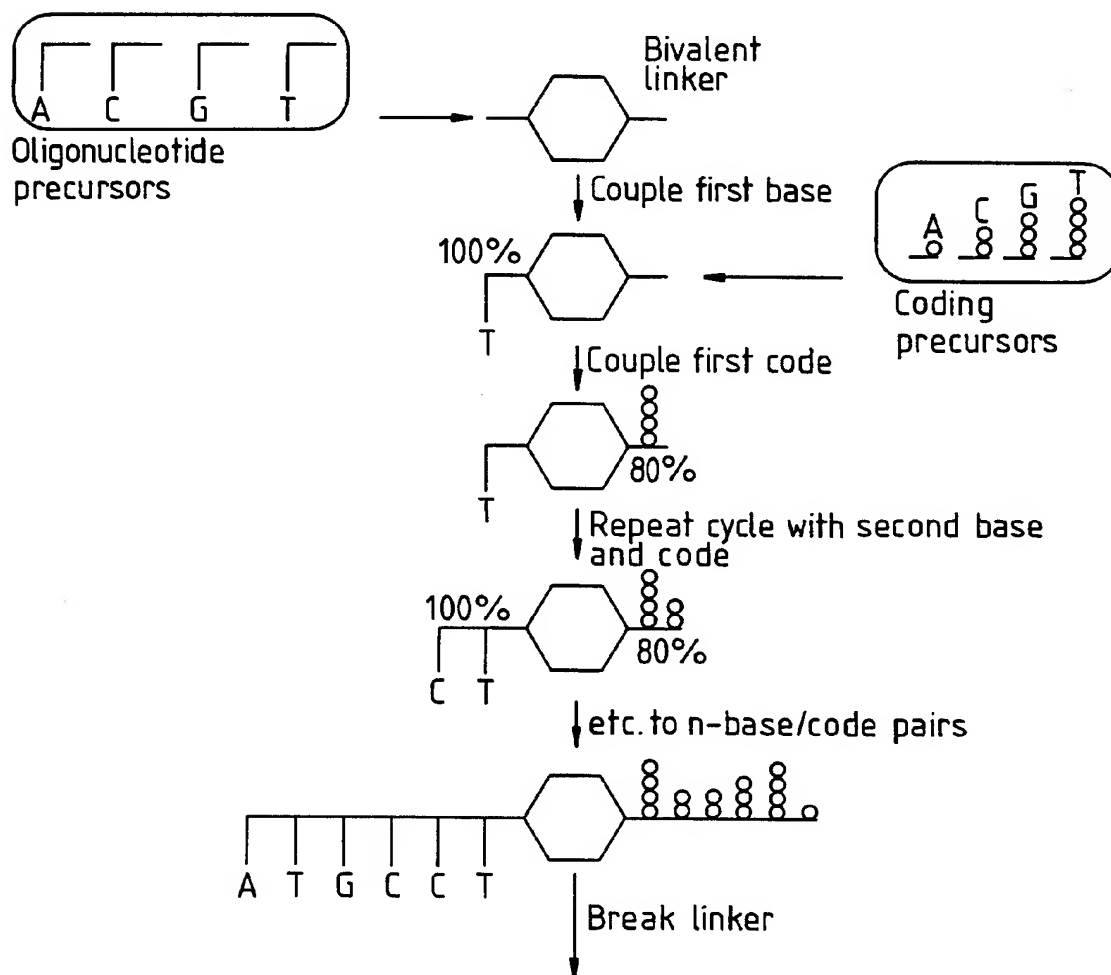 A C G T
Oligonucleotide
precursors
Bivalent
linker
Couple first base
A C G T
Coding
precursors
100%
T
Couple first code
80%
T
Repeat cycle with second base
and code
100%
80%
C T
etc. to n-base/code pairs
A T G C C T
Break linker